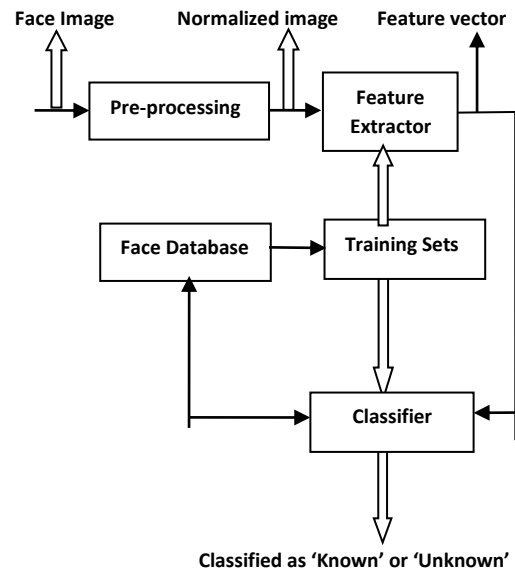 Face Image
Normalized image
Feature vector
Pre-processing
Feature
Extractor
Face Database
Training Sets
Classifier
Classified as ‘Known’ or ‘Unknown’